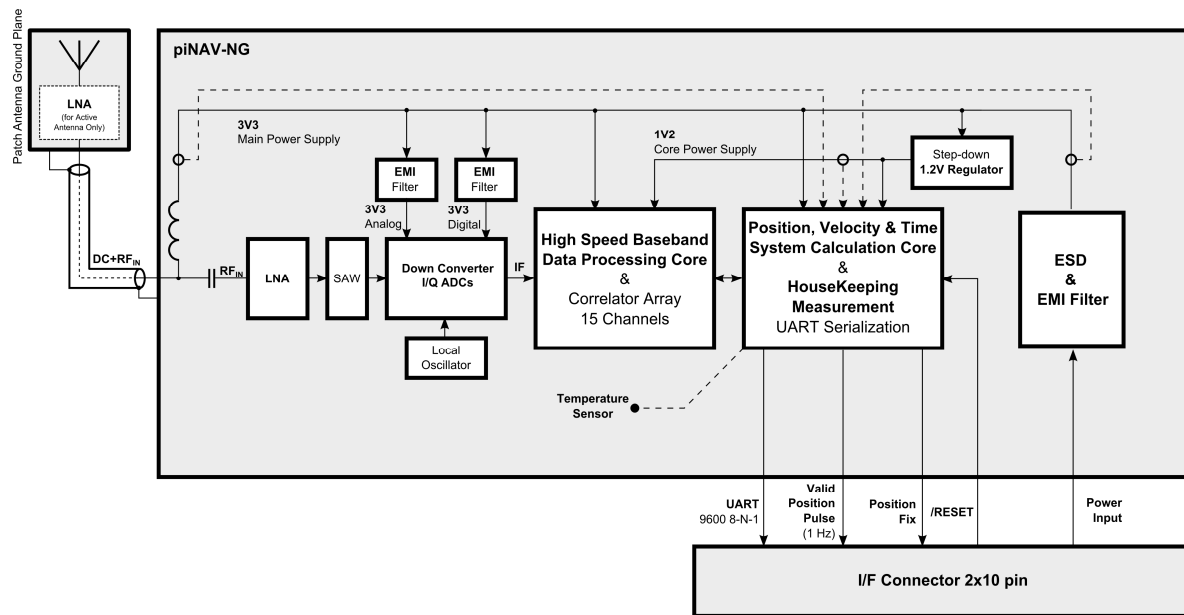 Patch Antenna Ground Plane
LNA
(for Active
Antenna Only)
piNAV-NG
3V3
Main Power Supply
1V2
Core Power Supply
Step-down
1.2V Regulator
EMI
Filter
EMI
Filter
3V3
Analog
3V3
Digital
DC+RFIN
RFIN
LNA
SAW
Down Converter
I/Q ADCs
IF
Local
Oscillator
High Speed Baseband
Data Processing Core
&
Correlator Array
15 Channels
Position, Velocity & Time
System Calculation Core
&
HouseKeeping
Measurement
UART Serialization
ESD
&
EMI Filter
Temperature
Sensor
UART
9600 8-N-1
Valid
Position
Pulse
(1 Hz)
Position
Fix
/RESET
Power
Input
I/F Connector 2x10 pin